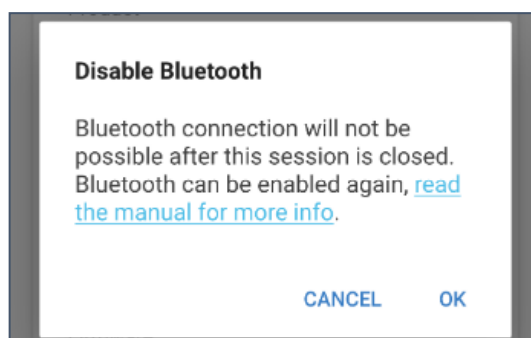 Disable Bluetooth
Bluetooth connection will not be
possible after this session is closed.
Bluetooth can be enabled again, read
the manual for more info.
CANCEL OK